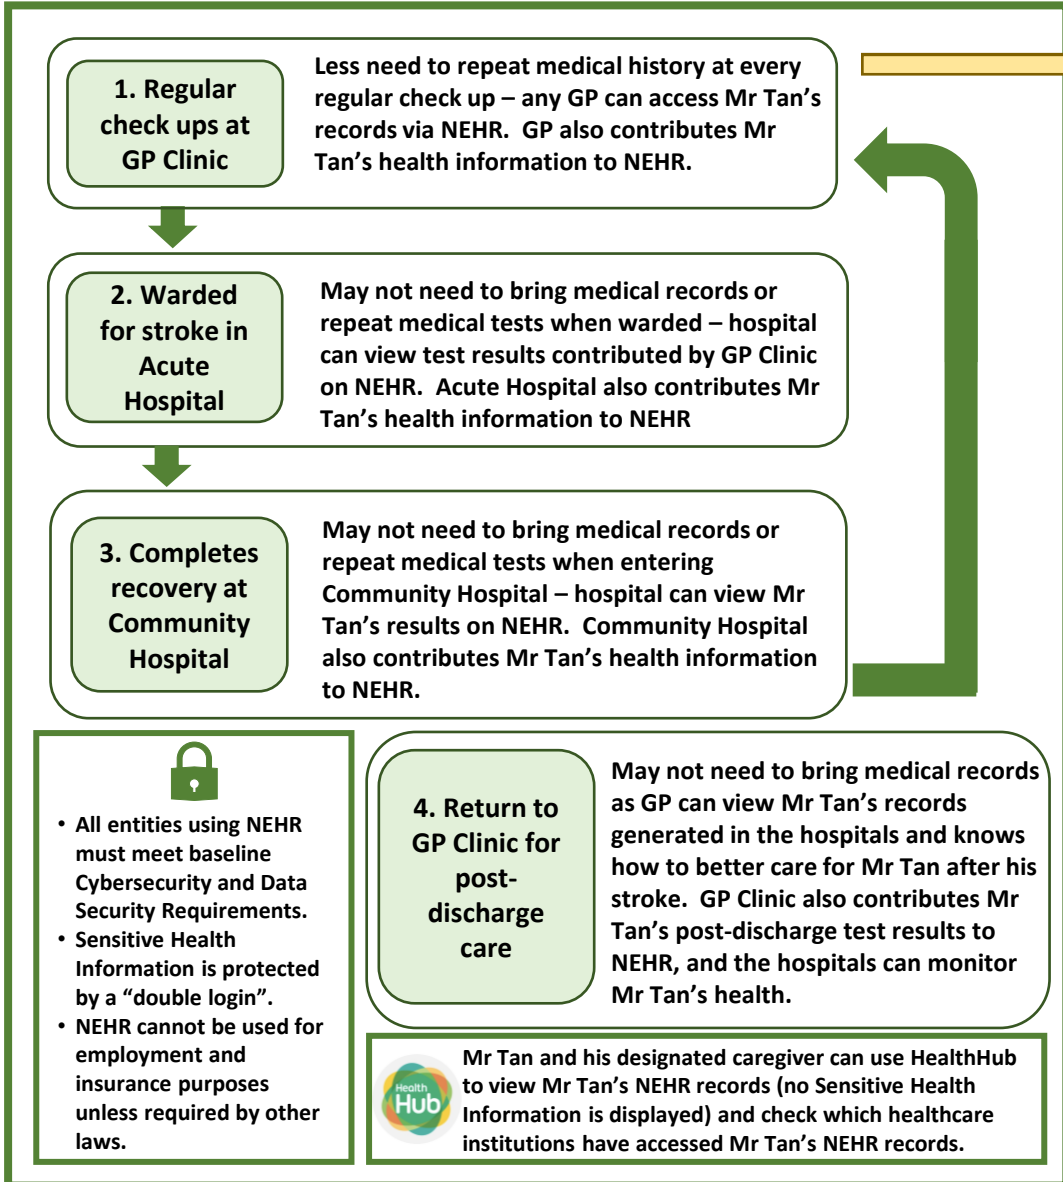 1. Regular
check ups at
GP Clinic
Less need to repeat medical history at every
regular check up – any GP can access Mr Tan's
records via NEHR.  GP also contributes Mr
Tan's health information to NEHR.
2. Warded
for stroke in
Acute
Hospital
May not need to bring medical records or
repeat medical tests when warded – hospital
can view test results contributed by GP Clinic
on NEHR.  Acute Hospital also contributes Mr
Tan's health information to NEHR
3. Completes
recovery at
Community
Hospital
May not need to bring medical records or
repeat medical tests when entering
Community Hospital – hospital can view Mr
Tan's results on NEHR.  Community Hospital
also contributes Mr Tan's health information
to NEHR.
• All entities using NEHR
must meet baseline
Cybersecurity and Data
Security Requirements.
• Sensitive Health
Information is protected
by a “double login”.
• NEHR cannot be used for
employment and
insurance purposes
unless required by other
laws.
4. Return to
GP Clinic for
post-
discharge
care
May not need to bring medical records
as GP can view Mr Tan's records
generated in the hospitals and knows
how to better care for Mr Tan after his
stroke.  GP Clinic also contributes Mr
Tan's post-discharge test results to
NEHR, and the hospitals can monitor
Mr Tan's health.
Health
Hub
Mr Tan and his designated caregiver can use HealthHub
to view Mr Tan's NEHR records (no Sensitive Health
Information is displayed) and check which healthcare
institutions have accessed Mr Tan's NEHR records.